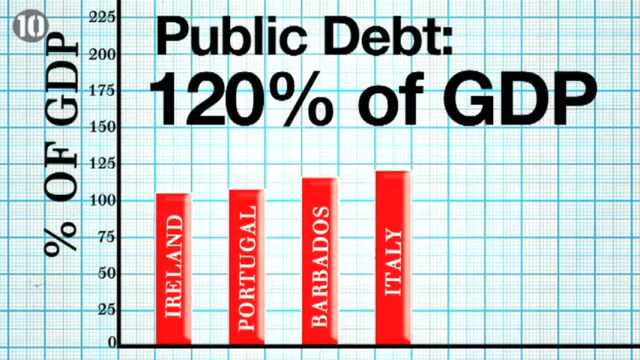 10
Public Debt:
120% of GDP
% OF GDP
225
200
175
150
125
100
75
50
25
0
IRELAND
PORTUGAL
BARBADOS
ITALY